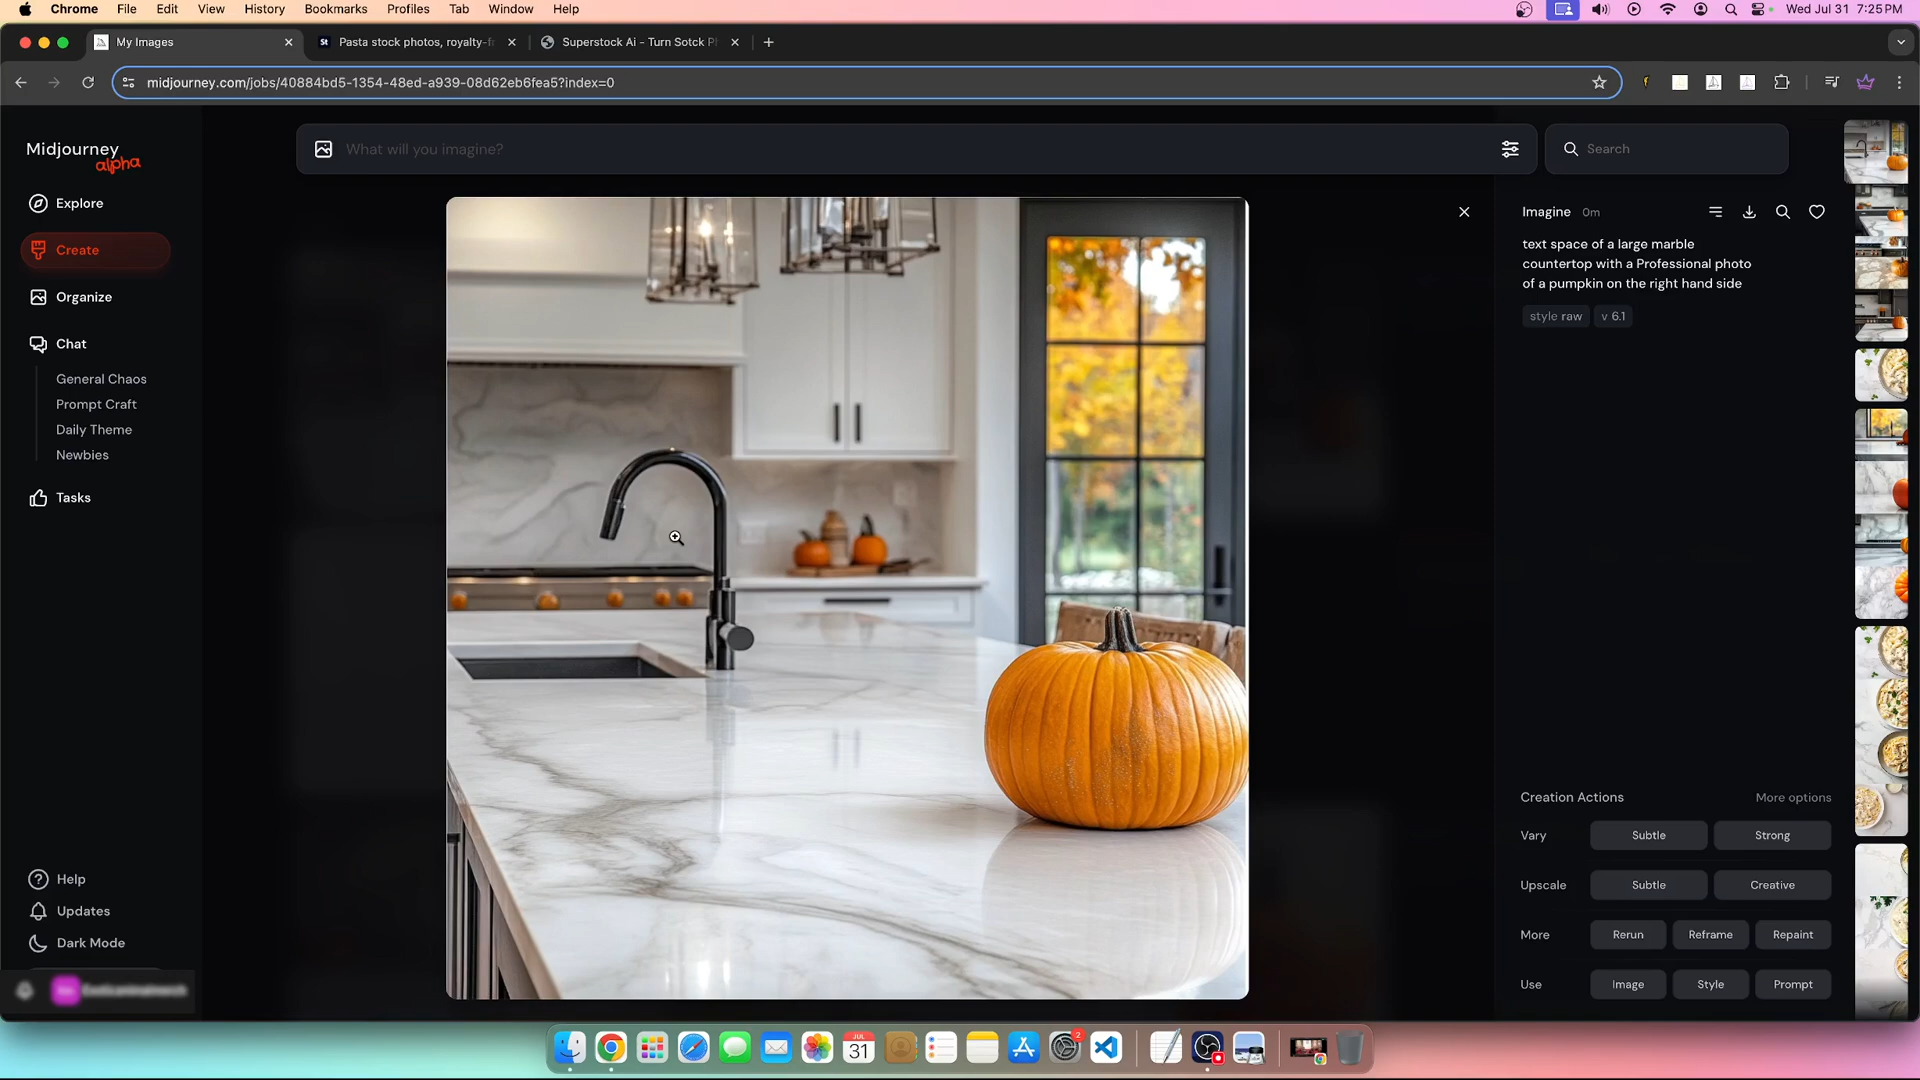 Chrome File Edit View History Bookmarks Profiles Tab Window Help
Wed Jul 31 7:25PM
My Images
Pasta stock photos, royalty-fr
Superstock Ai - Turn Sotck P
midjourney.com/jobs/40884bd5-1354-48ed-a939-08d62eb6fea5?index=0
Midjourney
alpha
What will you imagine?
Search
Explore
Create
Organize
Chat
General Chaos
Prompt Craft
Daily Theme
Newbies
Tasks
Help
Updates
Dark Mode
Imagine 0m
text space of a large marble
countertop with a Professional photo
of a pumpkin on the right hand side
style raw v 6.1
Creation Actions More options
Vary Subtle Strong
Upscale Subtle Creative
More Rerun Reframe Repaint
Use Image Style Prompt
JUL
31
2